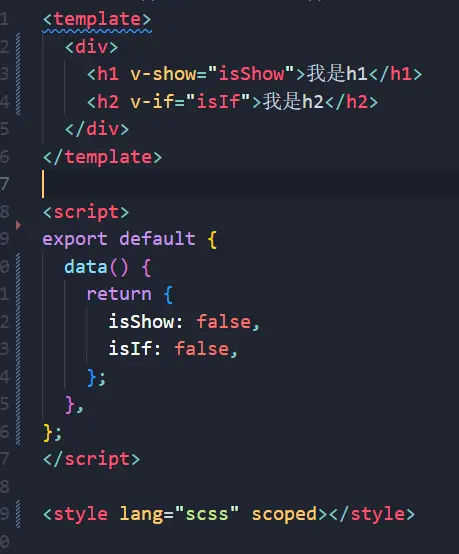 1 <template>
2   <div>
3     <h1 v-show="isShow">我是h1</h1>
4     <h2 v-if="isIf">我是h2</h2>
5   </div>
6 </template>
7
8 <script>
9 export default {
0   data() {
1     return {
2       isShow: false,
3       isIf: false,
4     };
5   },
6 };
7 </script>
8
9 <style lang="scss" scoped></style>
0